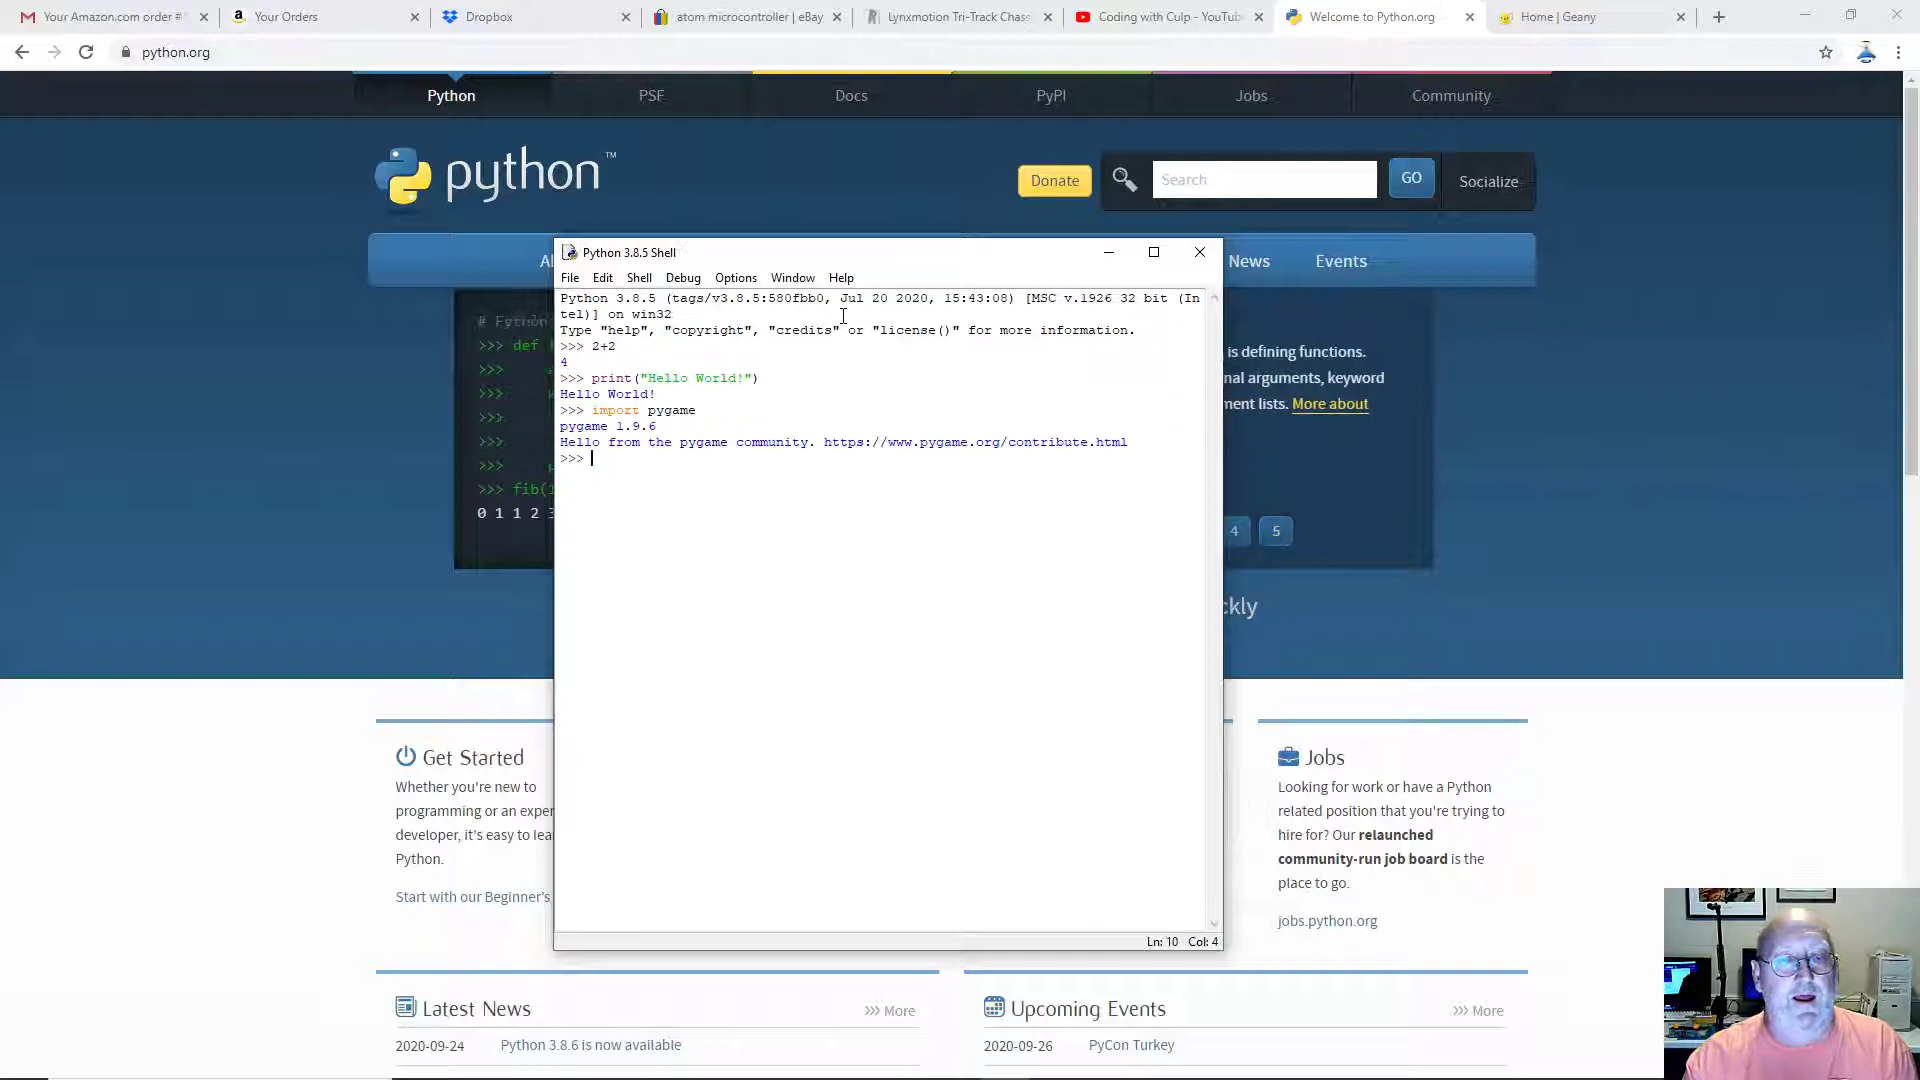 Your Amazon.com order #
Your Orders
Dropbox
atom microcontroller | eBay
Lynxmotion Tri-Track Chass
Coding with Culp - YouTub
Welcome to Python.org
Home | Geany
python.org
Python
PSF
Docs
PyPI
Jobs
Community
python™
Donate
Search
GO
Socialize
News
Events
Python 3.8.5 Shell
File Edit Shell Debug Options Window Help
Python 3.8.5 (tags/v3.8.5:580fbb0, Jul 20 2020, 15:43:08) [MSC v.1926 32 bit (In
tel)] on win32
Type "help", "copyright", "credits" or "license()" for more information.
>>> 2+2
4
>>> print("Hello World!")
Hello World!
>>> import pygame
pygame 1.9.6
Hello from the pygame community. https://www.pygame.org/contribute.html
>>>
Ln: 10 Col: 4
# Python
>>> def
>>>
>>>
>>>
>>>
>>>
>>> fib(
0 1 1 2 3
is defining functions.
nal arguments, keyword
ment lists. More about
4
5
ckly
Get Started
Whether you're new to
programming or an exper
developer, it's easy to lea
Python.
Start with our Beginner's
Jobs
Looking for work or have a Python
related position that you're trying to
hire for? Our relaunched
community-run job board is the
place to go.
jobs.python.org
Latest News
>>> More
2020-09-24 Python 3.8.6 is now available
Upcoming Events
>>> More
2020-09-26 PyCon Turkey